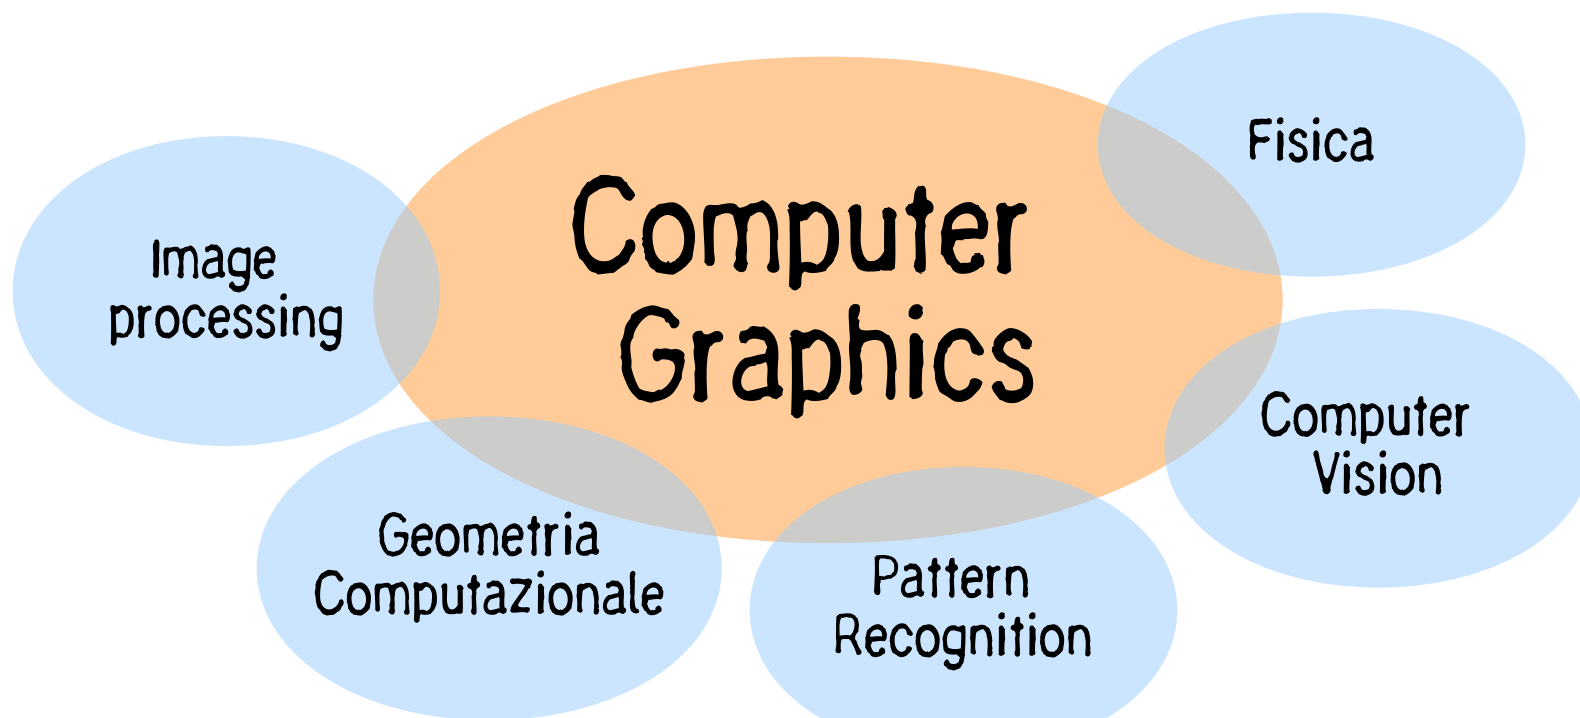 Computer
Graphics
Fisica
Image
processing
Computer
Vision
Geometria
Computazionale
Pattern
Recognition